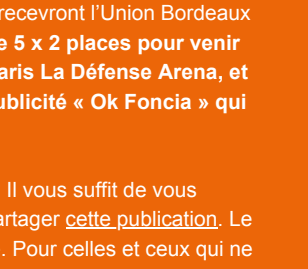 recevront l'Union Bordeaux
e 5 x 2 places pour venir
aris La Défense Arena, et
ublicité « Ok Foncia » qui
Il vous suffit de vous
artager cette publication. Le
. Pour celles et ceux qui ne